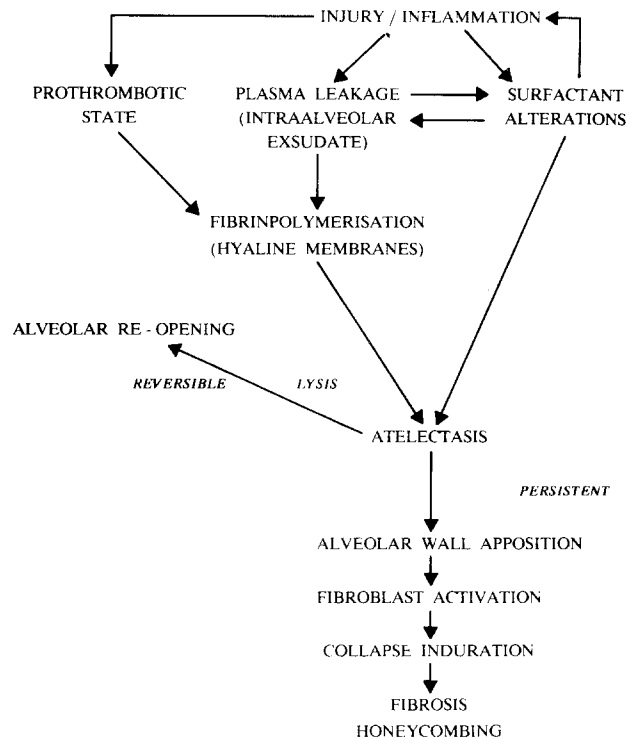 INJURY / INFLAMMATION
PROTHROMBOTIC
STATE
PLASMA LEAKAGE
(INTRAALVEOLAR
EXSUDATE)
SURFACTANT
ALTERATIONS
FIBRINPOLYMERISATION
(HYALINE MEMBRANES)
ALVEOLAR RE - OPENING
REVERSIBLE LYSIS
ATELECTASIS
PERSISTENT
ALVEOLAR WALL APPOSITION
FIBROBLAST ACTIVATION
COLLAPSE INDURATION
FIBROSIS
HONEYCOMBING